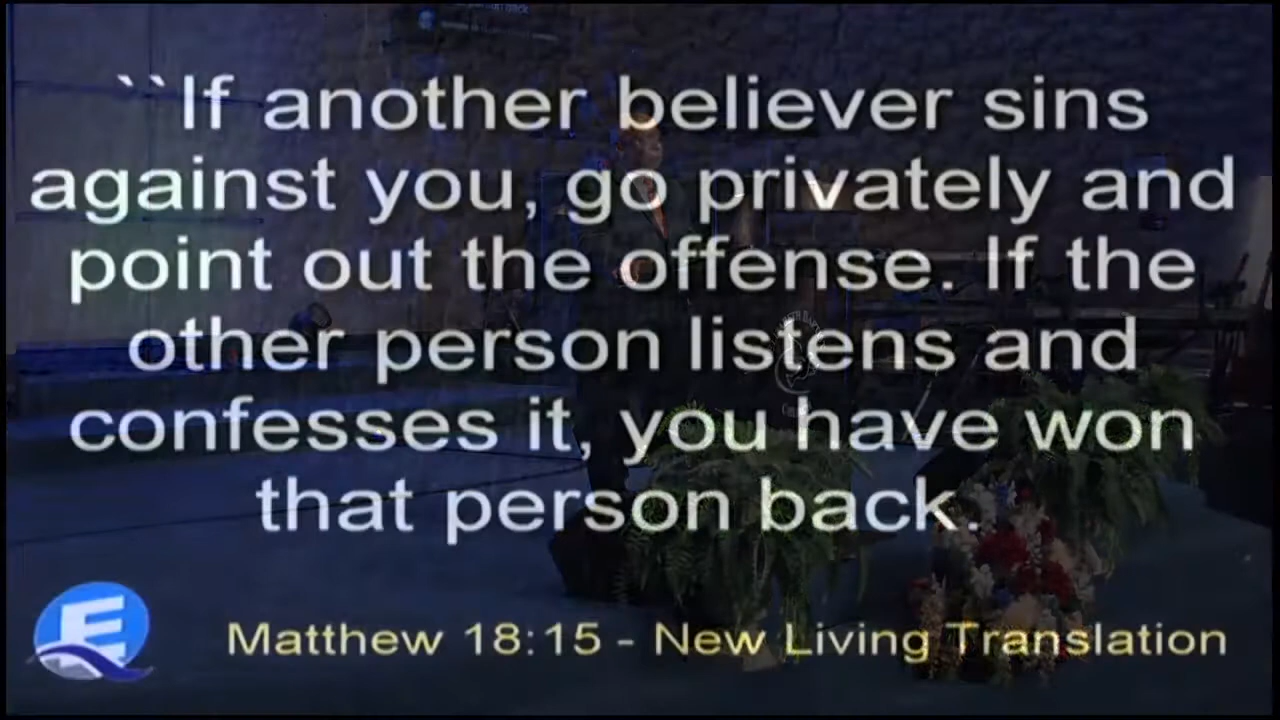 ``If another believer sins
against you, go privately and
point out the offense. If the
other person listens and
confesses it, you have won
that person back.
E
Matthew 18:15 - New Living Translation